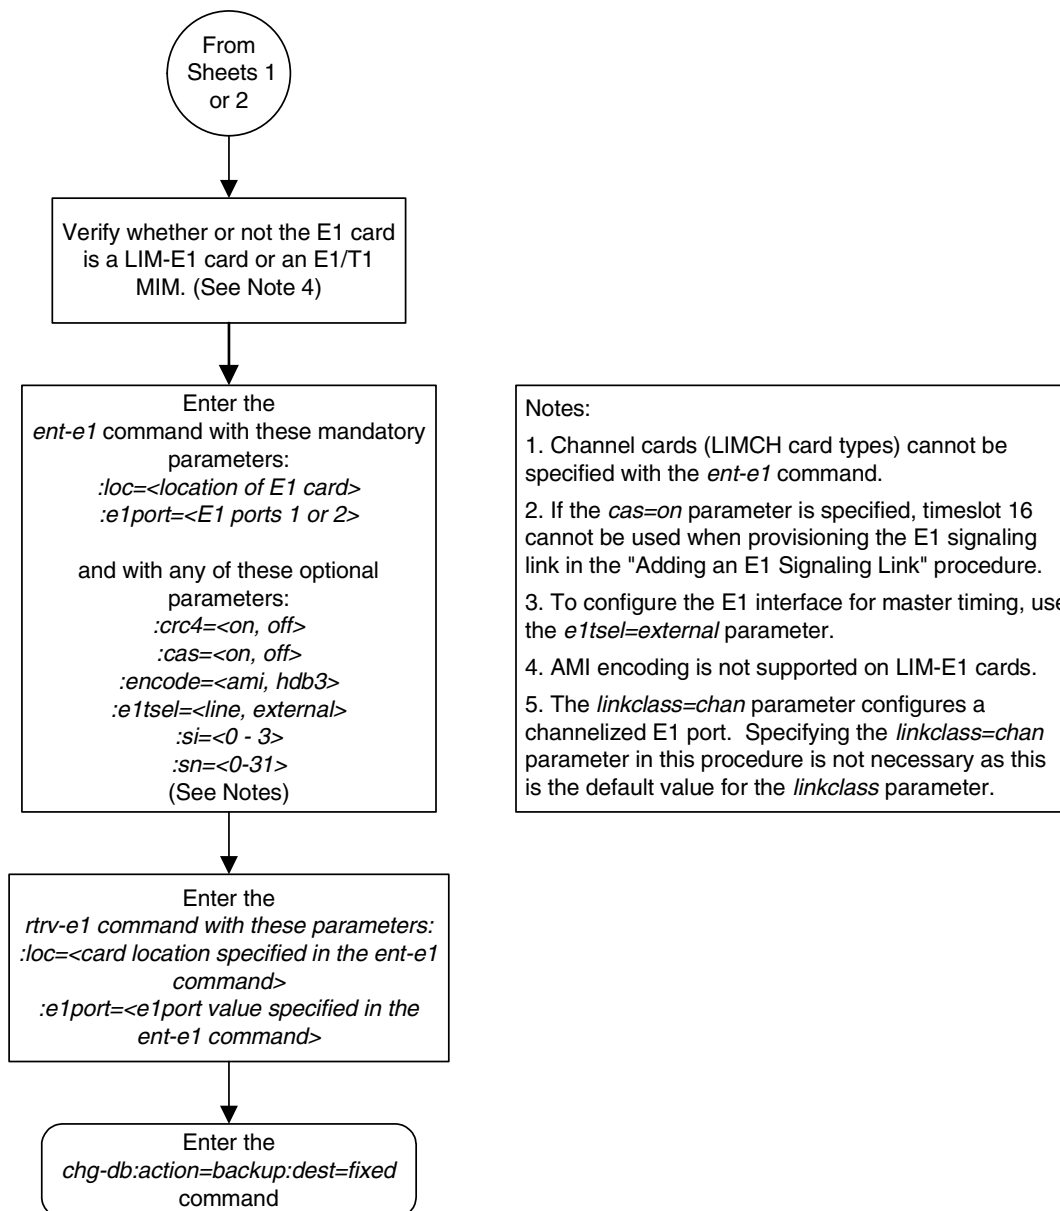 From
Sheets 1
or 2
Verify whether or not the E1 card
is a LIM-E1 card or an E1/T1
MIM. (See Note 4)
Enter the
ent-e1 command with these mandatory
parameters:
:loc=<location of E1 card>
:e1port=<E1 ports 1 or 2>
and with any of these optional
parameters:
:crc4=<on, off>
:cas=<on, off>
:encode=<ami, hdb3>
:e1tsel=<line, external>
:si=<0 - 3>
:sn=<0-31>
(See Notes)
Notes:
1. Channel cards (LIMCH card types) cannot be
specified with the ent-e1 command.
2. If the cas=on parameter is specified, timeslot 16
cannot be used when provisioning the E1 signaling
link in the "Adding an E1 Signaling Link" procedure.
3. To configure the E1 interface for master timing, use
the e1tsel=external parameter.
4. AMI encoding is not supported on LIM-E1 cards.
5. The linkclass=chan parameter configures a
channelized E1 port.  Specifying the linkclass=chan
parameter in this procedure is not necessary as this
is the default value for the linkclass parameter.
Enter the
rtrv-e1 command with these parameters:
:loc=<card location specified in the ent-e1
command>
:e1port=<e1port value specified in the
ent-e1 command>
Enter the
chg-db:action=backup:dest=fixed
command